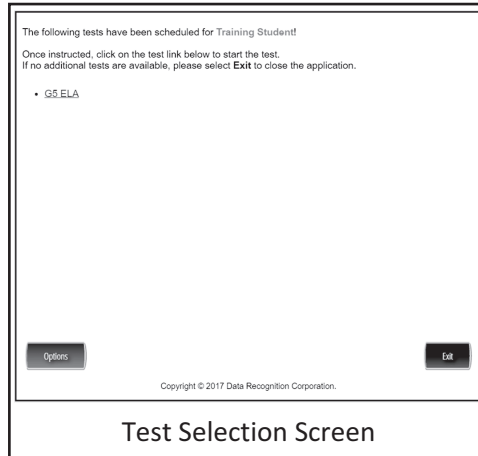 The following tests have been scheduled for Training Student!
Once instructed, click on the test link below to start the test.
If no additional tests are available, please select Exit to close the application.
• G5 ELA
Options
Exit
Copyright © 2017 Data Recognition Corporation.
Test Selection Screen